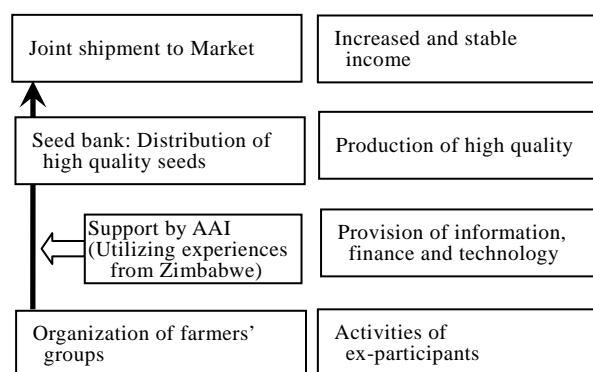 Joint shipment to Market
Increased and stable
income
Seed bank: Distribution of
high quality seeds
Production of high quality
Support by AAI
(Utilizing experiences
from Zimbabwe)
Provision of information,
finance and technology
Organization of farmers’
groups
Activities of
ex-participants